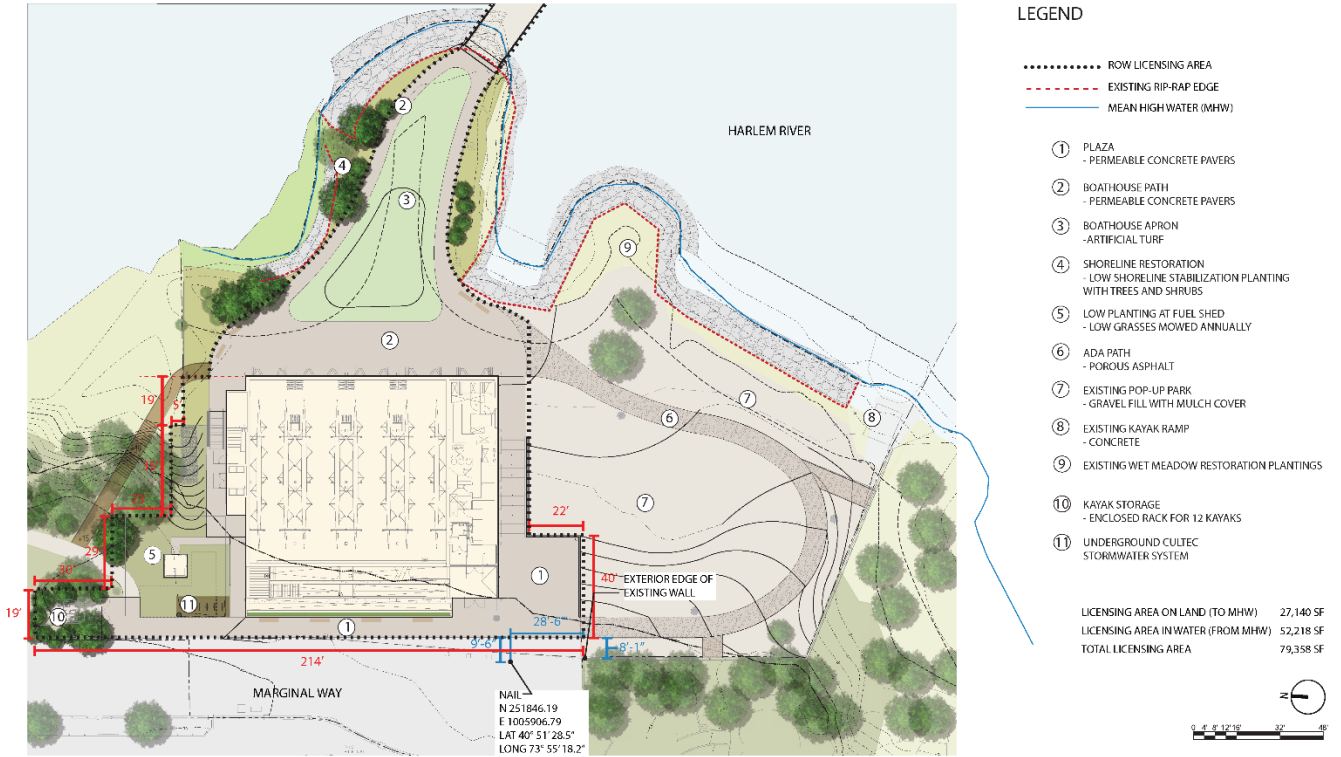 LEGEND
ROW LICENSING AREA
EXISTING RIP-RAP EDGE
MEAN HIGH WATER (MHW)
1 PLAZA
- PERMEABLE CONCRETE PAVERS
2 BOATHOUSE PATH
- PERMEABLE CONCRETE PAVERS
3 BOATHOUSE APRON
-ARTIFICIAL TURF
4 SHORELINE RESTORATION
- LOW SHORELINE STABILIZATION PLANTING
WITH TREES AND SHRUBS
5 LOW PLANTING AT FUEL SHED
- LOW GRASSES MOWED ANNUALLY
6 ADA PATH
- POROUS ASPHALT
7 EXISTING POP-UP PARK
- GRAVEL FILL WITH MULCH COVER
8 EXISTING KAYAK RAMP
- CONCRETE
9 EXISTING WET MEADOW RESTORATION PLANTINGS
10 KAYAK STORAGE
- ENCLOSED RACK FOR 12 KAYAKS
11 UNDERGROUND CULTEC
STORMWATER SYSTEM
LICENSING AREA ON LAND (TO MHW) 27,140 SF
LICENSING AREA IN WATER (FROM MHW) 52,218 SF
TOTAL LICENSING AREA 79,358 SF
N
0 4' 8' 12'16' 32' 48'
HARLEM RIVER
2
4
3
9
2
8
7
6
7
19'
5'
22'
29'
5
30'
40'
EXTERIOR EDGE OF
EXISTING WALL
1
19'
10
11
1
28'-6"
9'-6"
8'-1"
214'
MARGINAL WAY
NAIL
N 251846.19
E 1005906.79
LAT 40° 51' 28.5"
LONG 73° 55' 18.2"